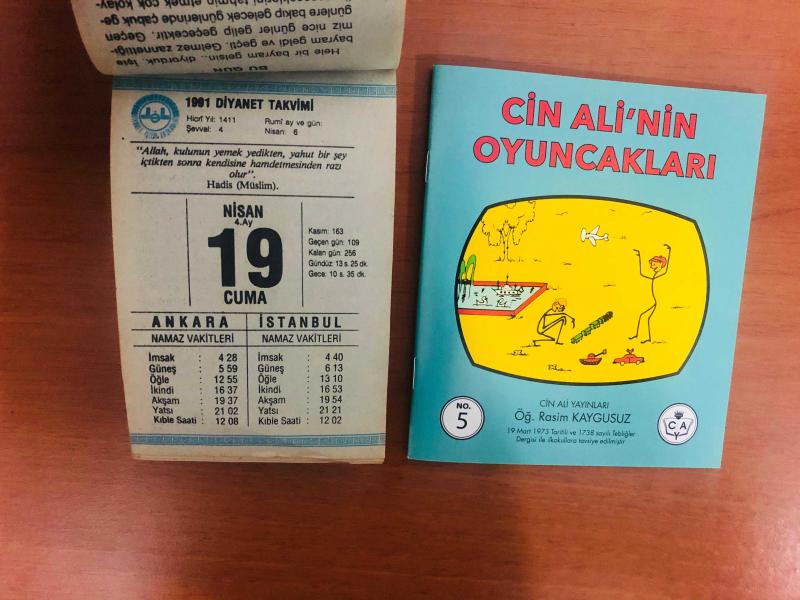 günlere bakıp gelecek günlerinde çabuk ge-
miz nice günler gelip geçecektir. Geçen
bayram geldi ve geçti. Gelmez zannettiği-
Hele bir bayram gelsin.. diyorduk. İşte
BU GÜN
1991 DİYANET TAKVİMİ
Hicrî Yıl: 1411
Şevval: 4
Rumî ay ve gün:
Nisan: 6
"Allah, kulunun yemek yedikten, yahut bir şey
içtikten sonra kendisine hamdetmesinden razı
olur".
Hadis (Müslim).
NİSAN
4. Ay
19
CUMA
Kasım: 163
Geçen gün: 109
Kalan gün: 256
Gündüz: 13 s. 25 dk.
Gece: 10 s. 35 dk.
ANKARA
NAMAZ VAKİTLERİ
İmsak : 4 28
Güneş : 5 59
Öğle : 12 55
İkindi : 16 37
Akşam : 19 37
Yatsı : 21 02
Kıble Saati : 12 08
İSTANBUL
NAMAZ VAKİTLERİ
İmsak : 4 40
Güneş : 6 13
Öğle : 13 10
İkindi : 16 53
Akşam : 19 54
Yatsı : 21 21
Kıble Saati : 12 02
CİN ALİ'NİN
OYUNCAKLARI
NO.
5
CİN ALİ YAYINLARI
Öğ. Rasim KAYGUSUZ
19 Mart 1973 Tarihli ve 1738 sayılı Tebliğler
Dergisi ile ilkokullara tavsiye edilmiştir
C A
Y